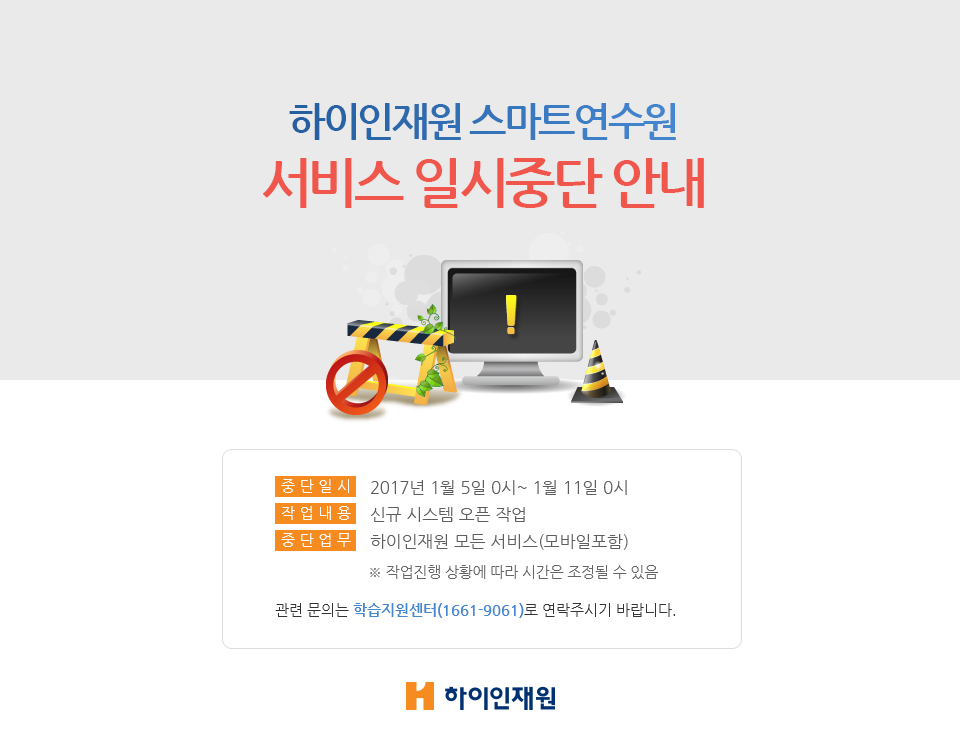 하이인재원 스마트연수원
서비스 일시중단 안내
!
중단일시 2017년 1월 5일 0시~ 1월 11일 0시
작업내용 신규 시스템 오픈 작업
중단업무 하이인재원 모든 서비스(모바일포함)
※ 작업진행 상황에 따라 시간은 조정될 수 있음
관련 문의는 학습지원센터(1661-9061)로 연락주시기 바랍니다.
하이인재원